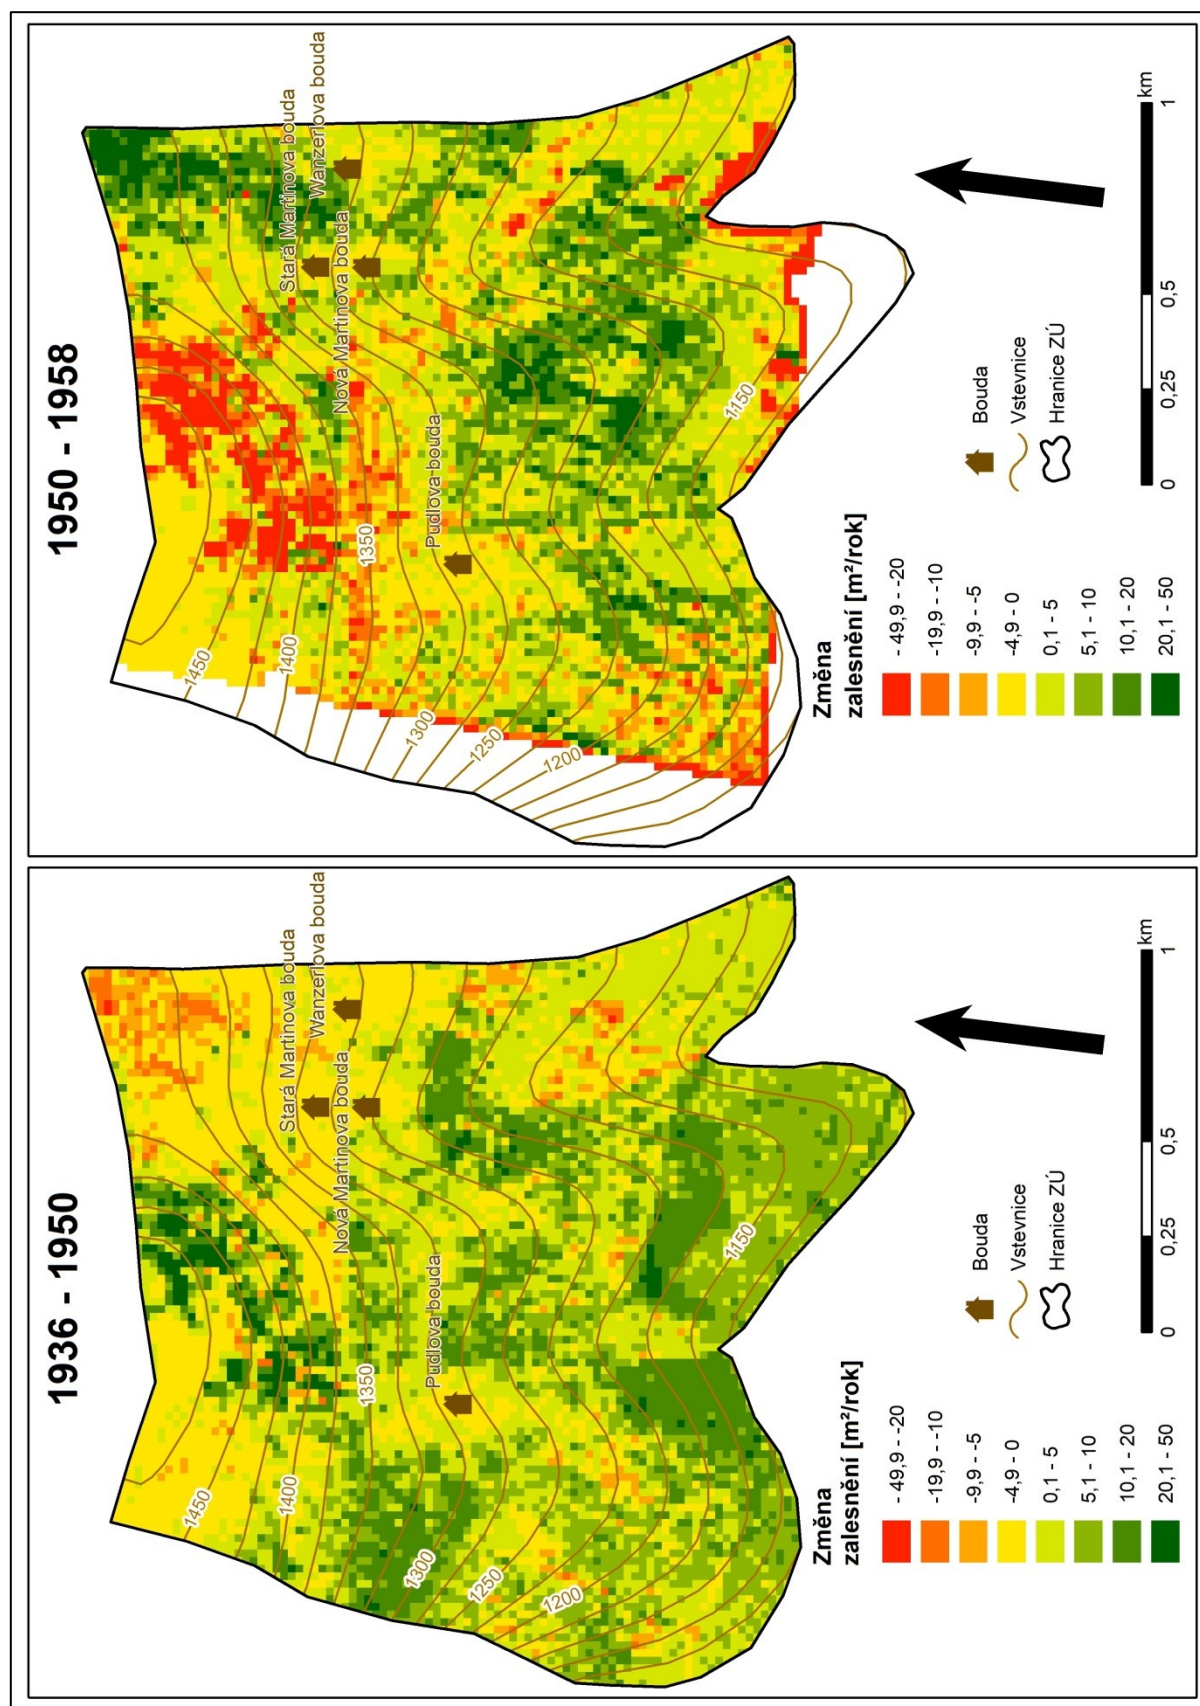 1936 - 1950
Stará Martinova bouda
Wanzerlova bouda
Nová Martinova bouda
Pudlova bouda
1450
1400
1350
1300
1250
1200
1150
Změna
zalesnění [m²/rok]
- 49,9 - -20
-19,9 - -10
-9,9 - -5
-4,9 - 0
0,1 - 5
5,1 - 10
10,1 - 20
20,1 - 50
Bouda
Vstevnice
Hranice ZÚ
0 0,25 0,5 1
km
1950 - 1958
Stará Martinova bouda
Wanzerlova bouda
Nová Martinova bouda
Pudlova bouda
1450
1400
1350
1300
1250
1200
1150
Změna
zalesnění [m²/rok]
- 49,9 - -20
-19,9 - -10
-9,9 - -5
-4,9 - 0
0,1 - 5
5,1 - 10
10,1 - 20
20,1 - 50
Bouda
Vstevnice
Hranice ZÚ
0 0,25 0,5 1
km